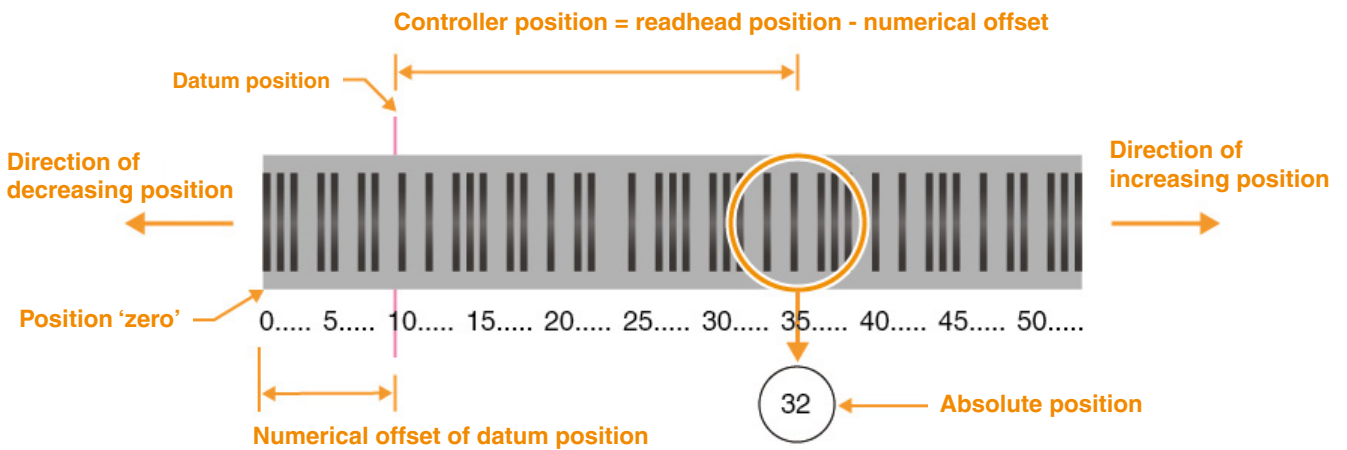 Controller position = readhead position - numerical offset
Datum position
Direction of
decreasing position
Direction of
increasing position
Position ‘zero’
0..... 5..... 10..... 15..... 20..... 25..... 30..... 35..... 40..... 45..... 50.....
32
Absolute position
Numerical offset of datum position